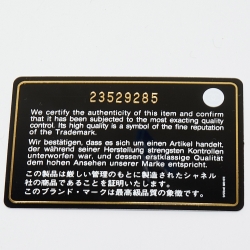 23529285
We certify the authenticity of this item and confirm
that it has been subjected to the most exacting quality
control. Its high quality is a symbol of the fine reputation
of the Trademark.
Wir bestätigen, dass es sich um einen Artikel handelt,
der während seiner Herstellung strengsten Kontrollen
unterworfen war, und dessen erstklassige Qualität
dem hohen Ansehen unserer Marke entspricht.
この製品は厳しい管理のもとに製造されたシャネル
社の商品であることを証明いたします。
このブランド・マークは最高級品質の象徴です。